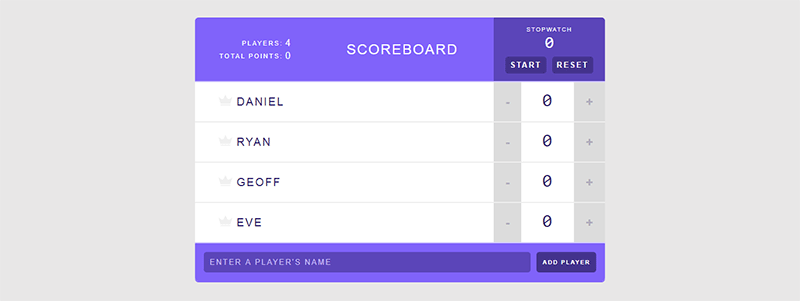 PLAYERS: 4
TOTAL POINTS: 0
SCOREBOARD
STOPWATCH
0
START RESET
DANIEL - 0 +
RYAN - 0 +
GEOFF - 0 +
EVE - 0 +
ENTER A PLAYER'S NAME ADD PLAYER